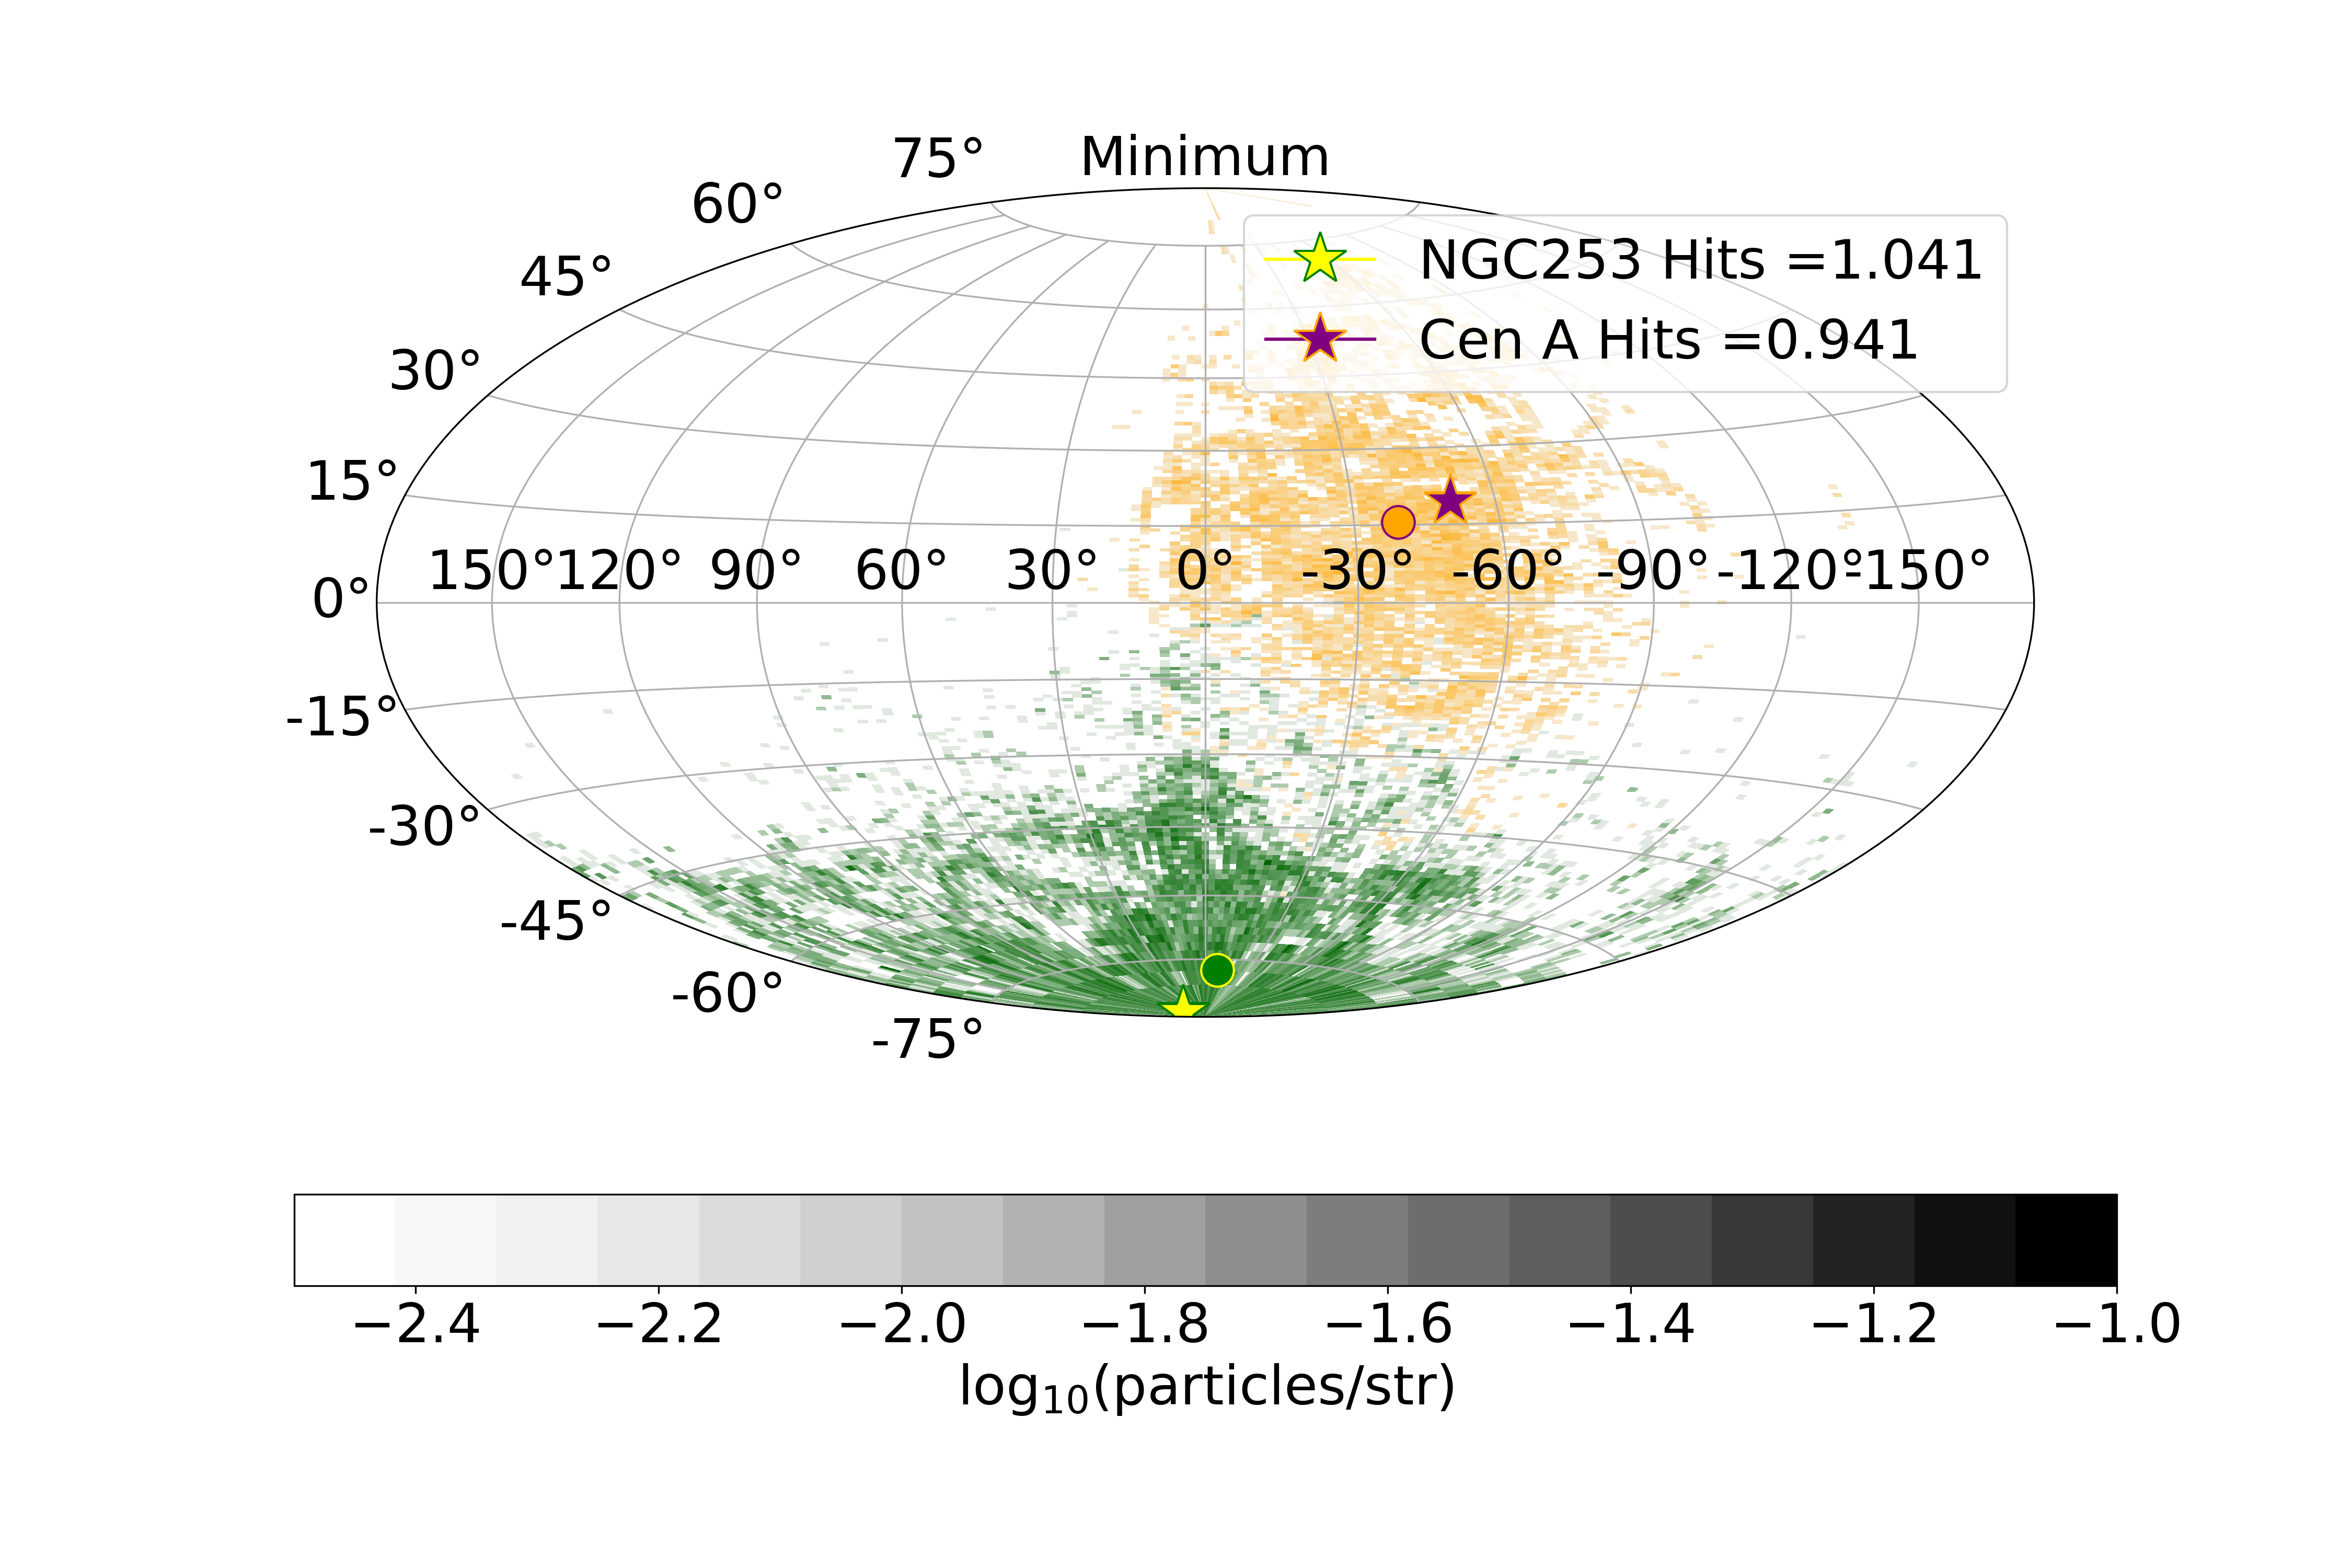 Minimum
75°
60°
45°
30°
15°
0°
-15°
-30°
-45°
-60°
-75°
150° 120° 90° 60° 30° 0° -30° -60° -90° -120° -150°
NGC253 Hits =1.041
Cen A Hits =0.941
−2.4 −2.2 −2.0 −1.8 −1.6 −1.4 −1.2 −1.0
log₁₀(particles/str)